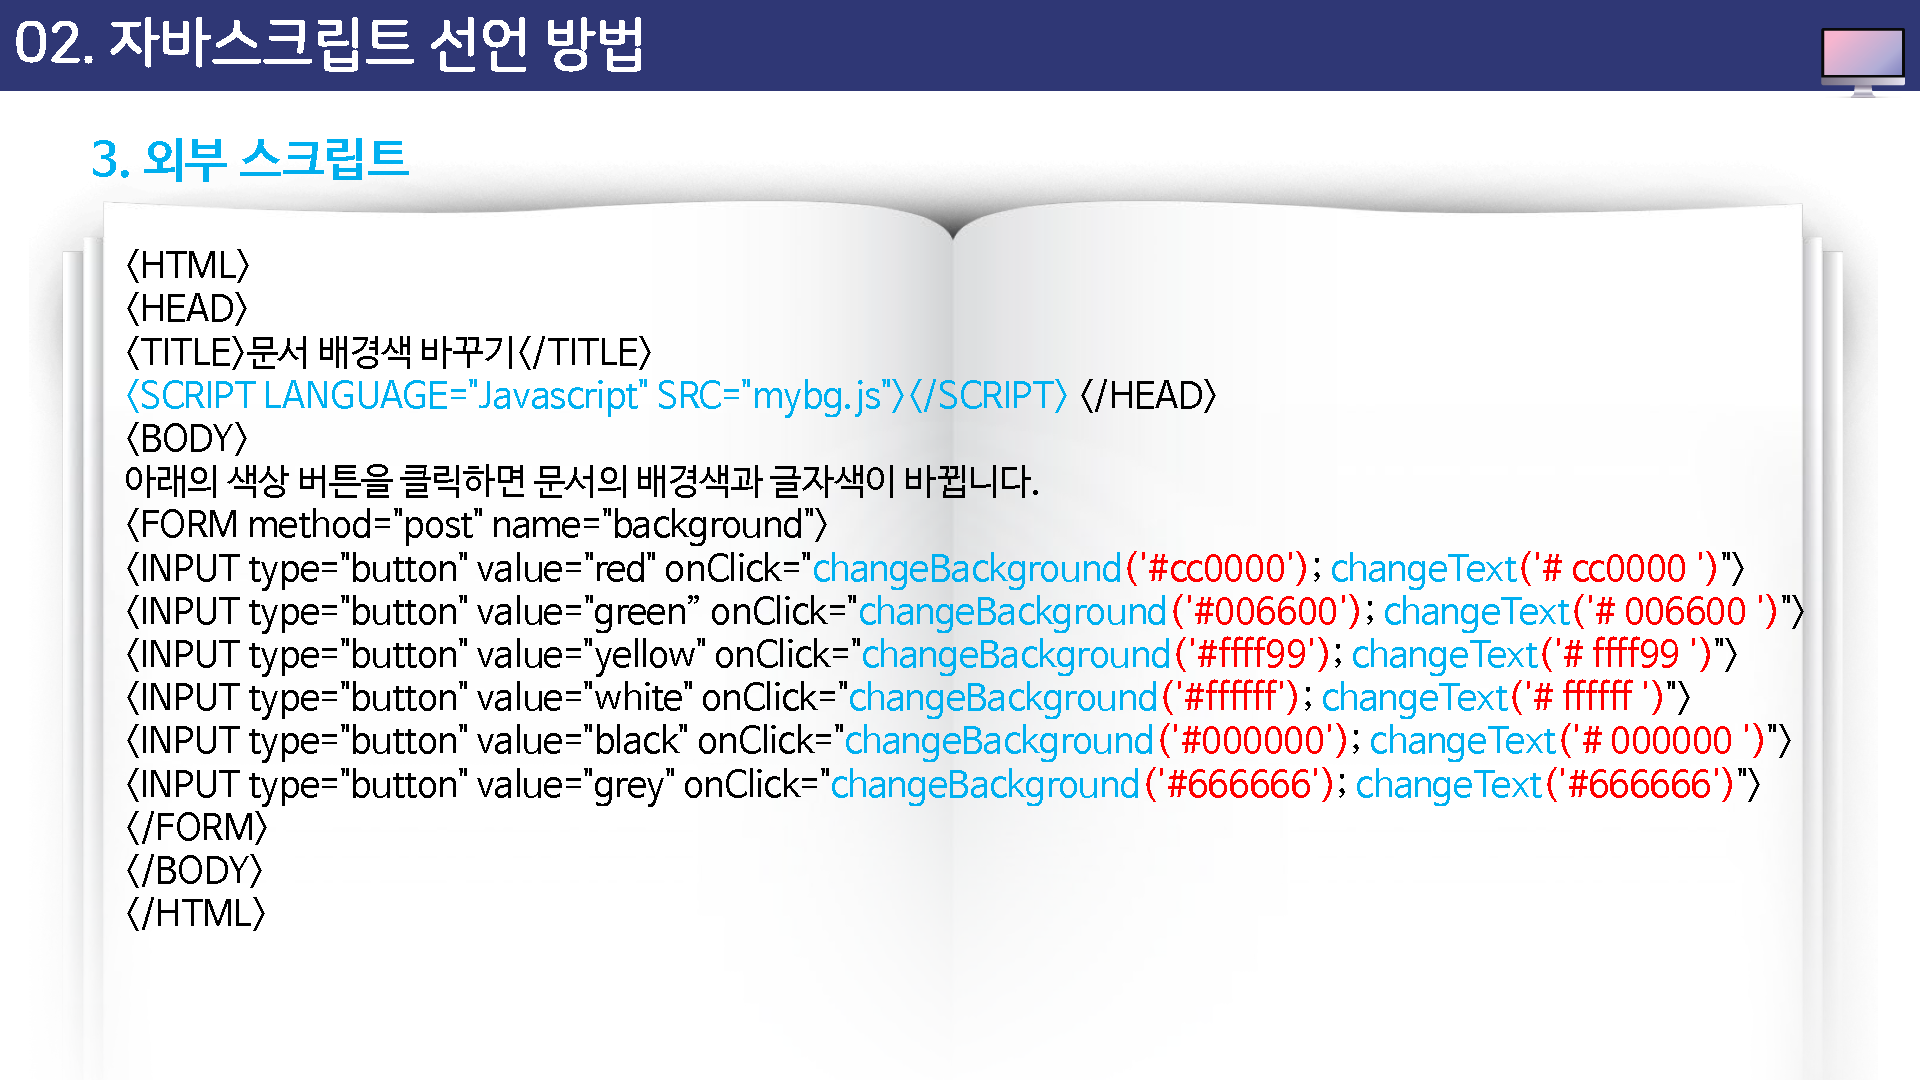 02. 자바스크립트 선언 방법
3. 외부 스크립트
<HTML>
<HEAD>
<TITLE>문서 배경색 바꾸기</TITLE>
<SCRIPT LANGUAGE="Javascript" SRC="mybg.js"></SCRIPT> </HEAD>
<BODY>
아래의 색상 버튼을 클릭하면 문서의 배경색과 글자색이 바뀝니다.
<FORM method="post" name="background">
<INPUT type="button" value="red" onClick="changeBackground('#cc0000'); changeText('# cc0000 ')">
<INPUT type="button" value="green” onClick="changeBackground('#006600'); changeText('# 006600 ')">
<INPUT type="button" value="yellow" onClick="changeBackground('#ffff99'); changeText('# ffff99 ')">
<INPUT type="button" value="white" onClick="changeBackground('#ffffff'); changeText('# ffffff ')">
<INPUT type="button" value="black" onClick="changeBackground('#000000'); changeText('# 000000 ')">
<INPUT type="button" value="grey" onClick="changeBackground('#666666'); changeText('#666666')">
</FORM>
</BODY>
</HTML>